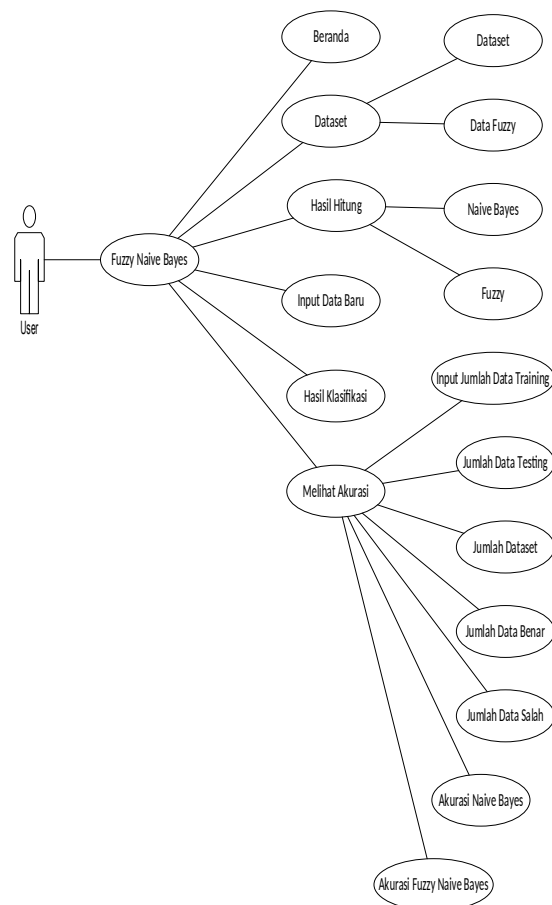 Beranda
Dataset
Dataset
Data Fuzzy
Hasil Hitung
Naive Bayes
User
Fuzzy Naive Bayes
Input Data Baru
Fuzzy
Hasil Klasifikasi
Input Jumlah Data Training
Melihat Akurasi
Jumlah Data Testing
Jumlah Dataset
Jumlah Data Benar
Jumlah Data Salah
Akurasi Naive Bayes
Akurasi Fuzzy Naive Bayes